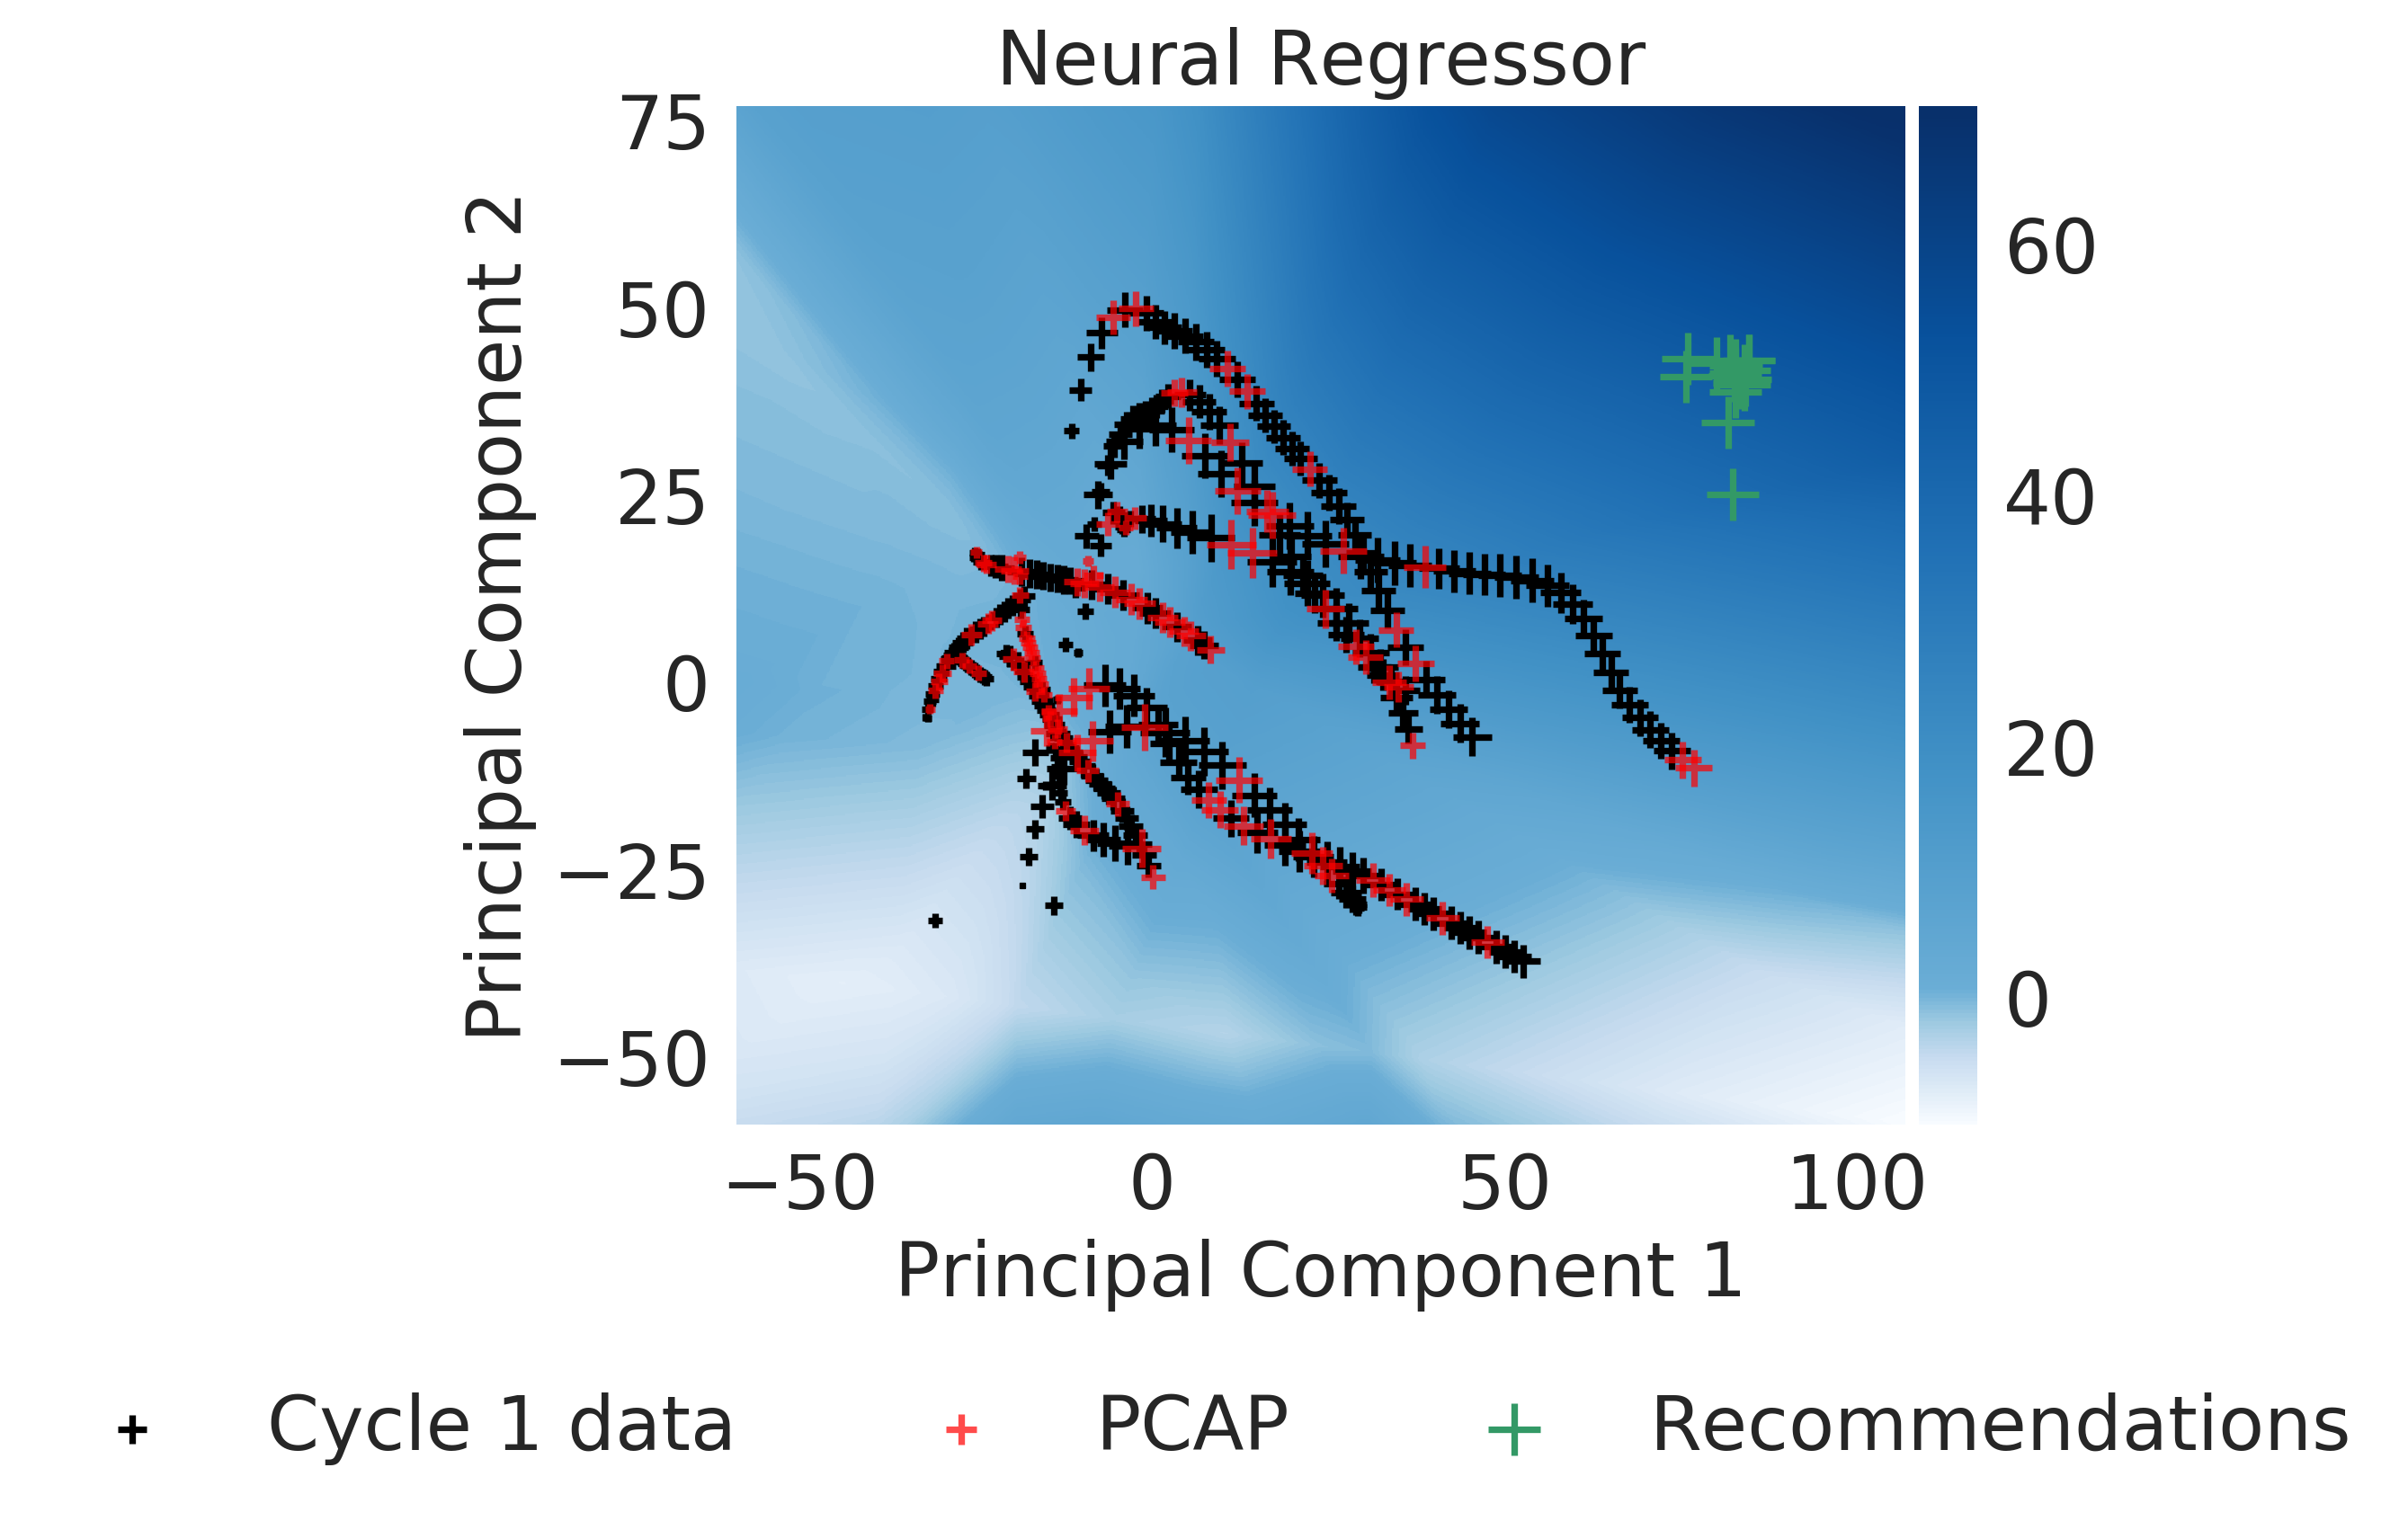 Neural Regressor
75
50
25
0
−25
−50
Principal Component 2
−50 0 50 100
Principal Component 1
60
40
20
0
Cycle 1 data PCAP Recommendations